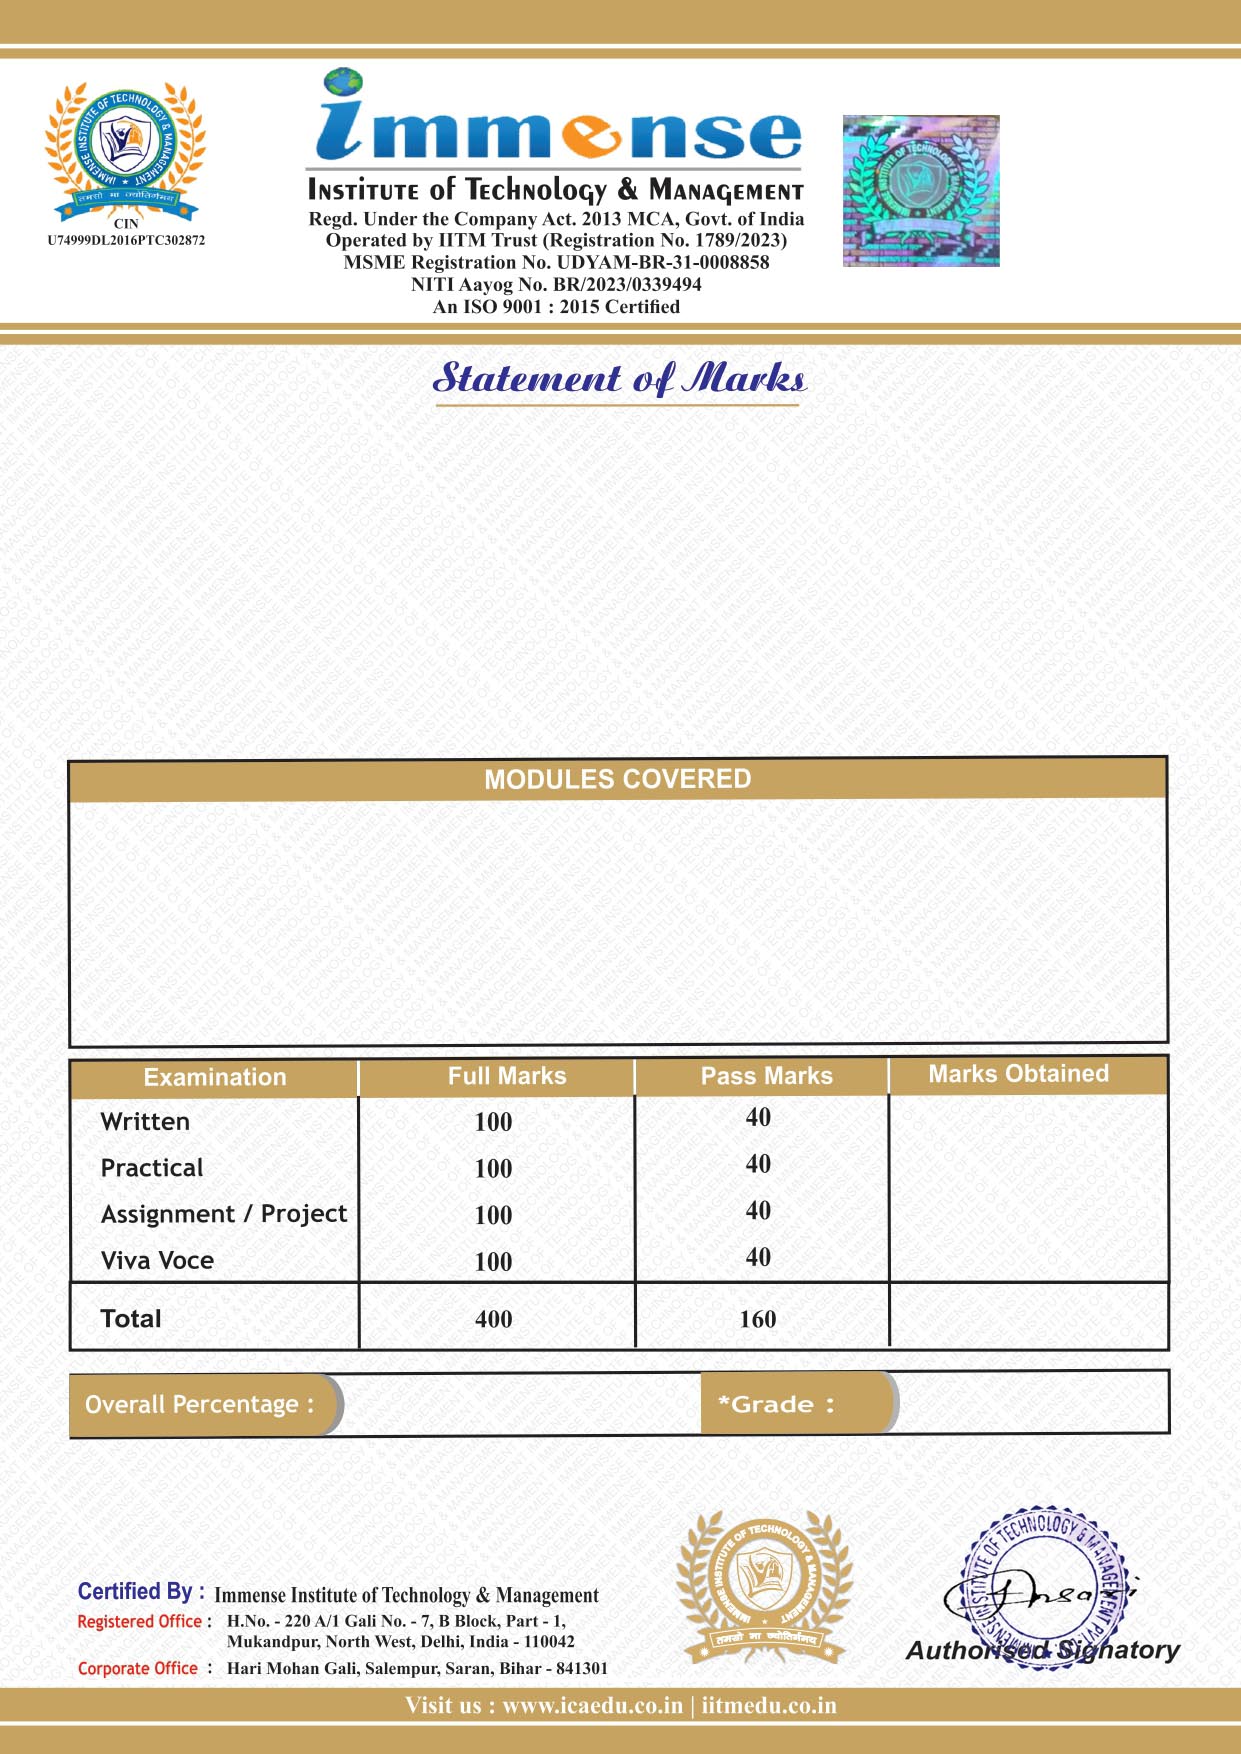 IMMENSE INSTITUTE OF TECHNOLOGY & MANAGEMENT
तमसो मा ज्योतिर्गमय
CIN
U74999DL2016PTC302872
immense
Institute of Technology & Management
Regd. Under the Company Act. 2013 MCA, Govt. of India
Operated by IITM Trust (Registration No. 1789/2023)
MSME Registration No. UDYAM-BR-31-0008858
NITI Aayog No. BR/2023/0339494
An ISO 9001 : 2015 Certified
Statement of Marks
MODULES COVERED
Examination Full Marks Pass Marks Marks Obtained
Written 100 40
Practical 100 40
Assignment / Project 100 40
Viva Voce 100 40
Total 400 160
Overall Percentage : *Grade :
IMMENSE INSTITUTE OF TECHNOLOGY & MANAGEMENT
तमसो मा ज्योतिर्गमय
IMMENSE INSTITUTE OF TECHNOLOGY & MANAGEMENT PVT.
Authorised Signatory
Certified By : Immense Institute of Technology & Management
Registered Office : H.No. - 220 A/1 Gali No. - 7, B Block, Part - 1,
Mukandpur, North West, Delhi, India - 110042
Corporate Office : Hari Mohan Gali, Salempur, Saran, Bihar - 841301
Visit us : www.icaedu.co.in | iitmedu.co.in